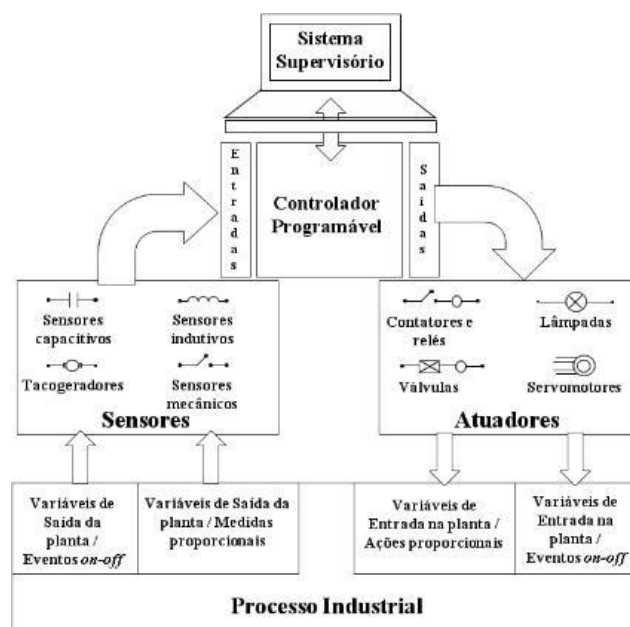 Sistema
Supervisório
Entradas
Controlador
Programável
Saídas
Sensores
capacitivos
Sensores
indutivos
Tacogeradores
Sensores
mecânicos
Sensores
Contatores e
relés
Lâmpadas
Válvulas
Servomotores
Atuadores
Variáveis de
Saída da
planta /
Eventos on-off
Variáveis de Saída da
planta / Medidas
proporcionais
Variáveis de
Entrada na planta /
Ações proporcionais
Variáveis de
Entrada na
planta /
Eventos on-off
Processo Industrial